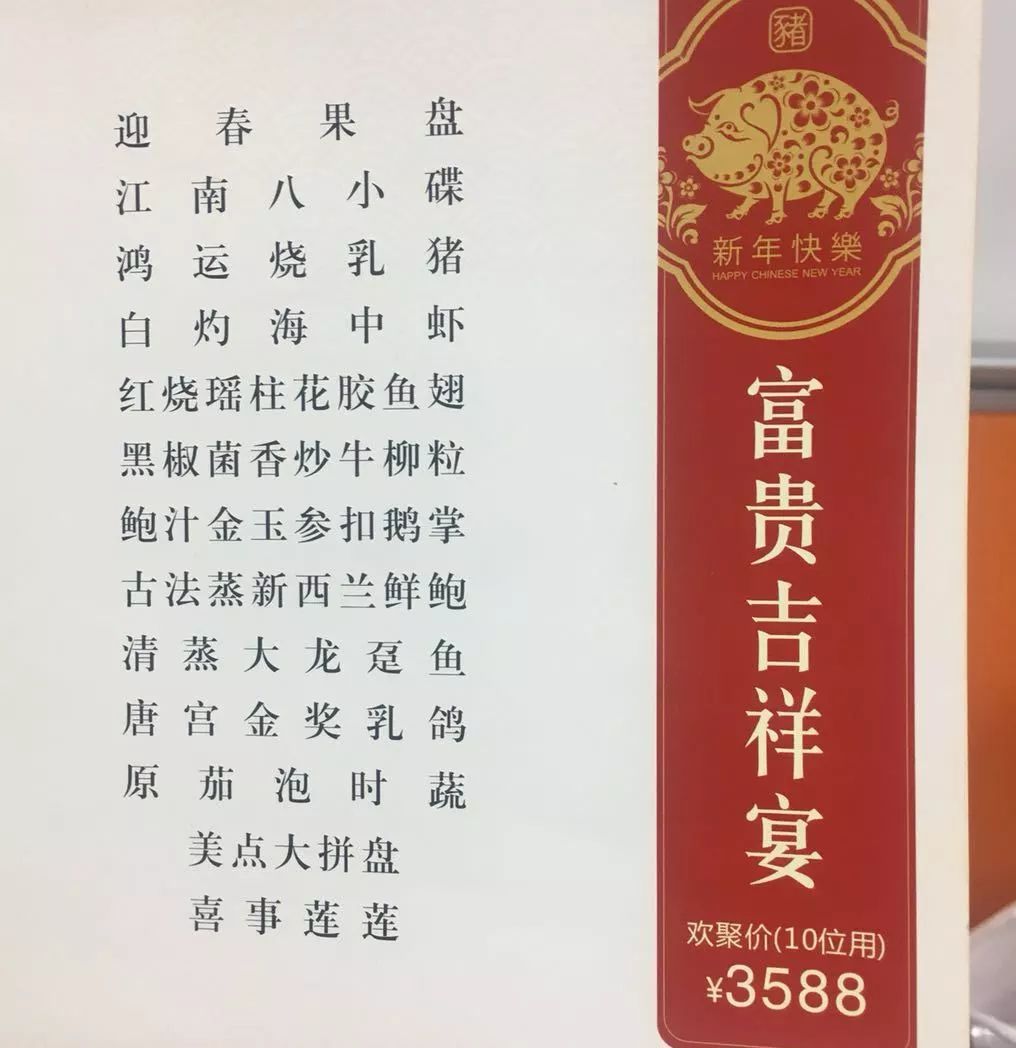 迎春果盘
江南八小碟
鸿运烧乳猪
白灼海中虾
红烧瑶柱花胶鱼翅
黑椒菌香炒牛柳粒
鲍汁金玉参扣鹅掌
古法蒸新西兰鲜鲍
清蒸大龙趸鱼
唐宫金奖乳鸽
原茄泡时蔬
美点大拼盘
喜事莲莲
豬
新年快樂
HAPPY CHINESE NEW YEAR
富贵吉祥宴
欢聚价(10位用)
¥3588